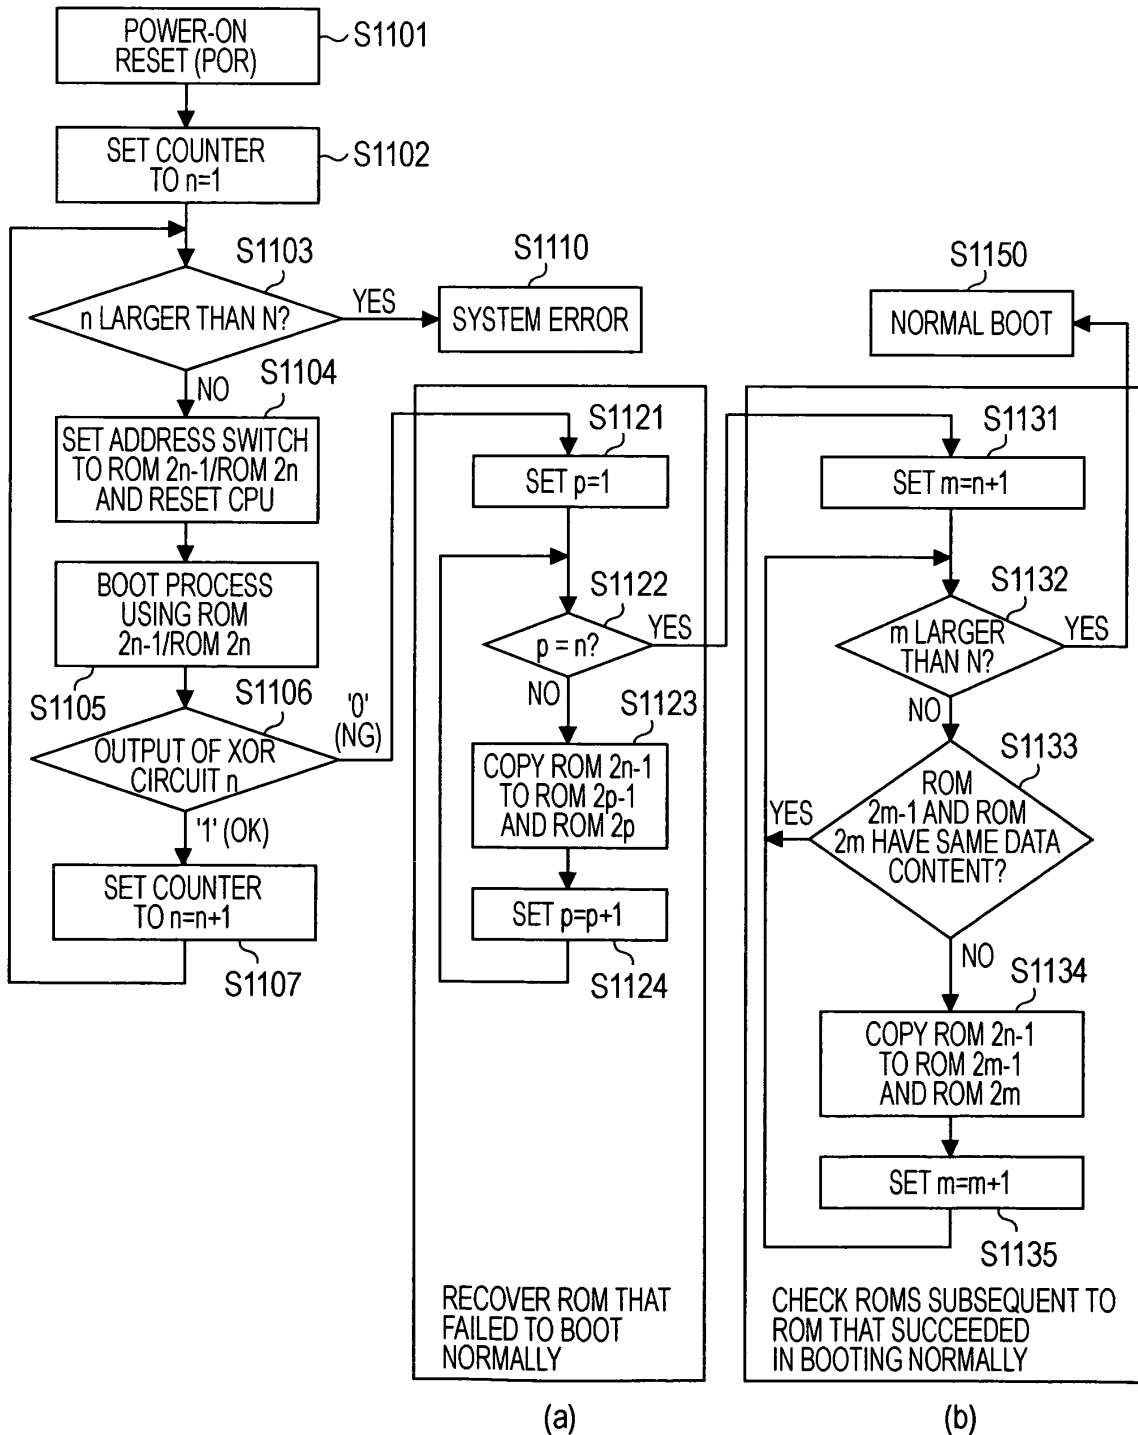 POWER-ON
RESET (POR)
S1101
SET COUNTER
TO n=1
S1102
S1103
n LARGER THAN N?
YES
NO
S1110
SYSTEM ERROR
S1104
SET ADDRESS SWITCH
TO ROM 2n-1/ROM 2n
AND RESET CPU
BOOT PROCESS
USING ROM
2n-1/ROM 2n
S1105
S1106
OUTPUT OF XOR
CIRCUIT n
'0'
(NG)
'1' (OK)
SET COUNTER
TO n=n+1
S1107
S1121
SET p=1
S1122
p = n?
YES
NO
S1123
COPY ROM 2n-1
TO ROM 2p-1
AND ROM 2p
SET p=p+1
S1124
RECOVER ROM THAT
FAILED TO BOOT
NORMALLY
(a)
S1150
NORMAL BOOT
S1131
SET m=n+1
S1132
m LARGER
THAN N?
YES
NO
S1133
ROM
2m-1 AND ROM
2m HAVE SAME DATA
CONTENT?
YES
NO
S1134
COPY ROM 2n-1
TO ROM 2m-1
AND ROM 2m
SET m=m+1
S1135
CHECK ROMS SUBSEQUENT TO
ROM THAT SUCCEEDED
IN BOOTING NORMALLY
(b)